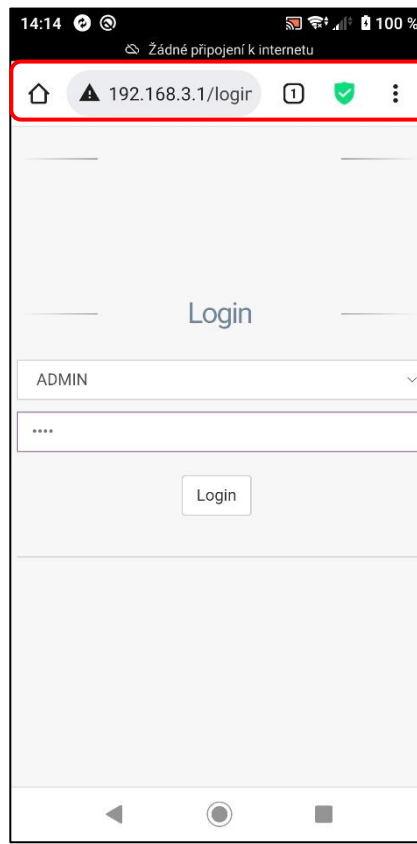 14:14 100 %
Žádné připojení k internetu
192.168.3.1/login
1
Login
ADMIN
••••
Login